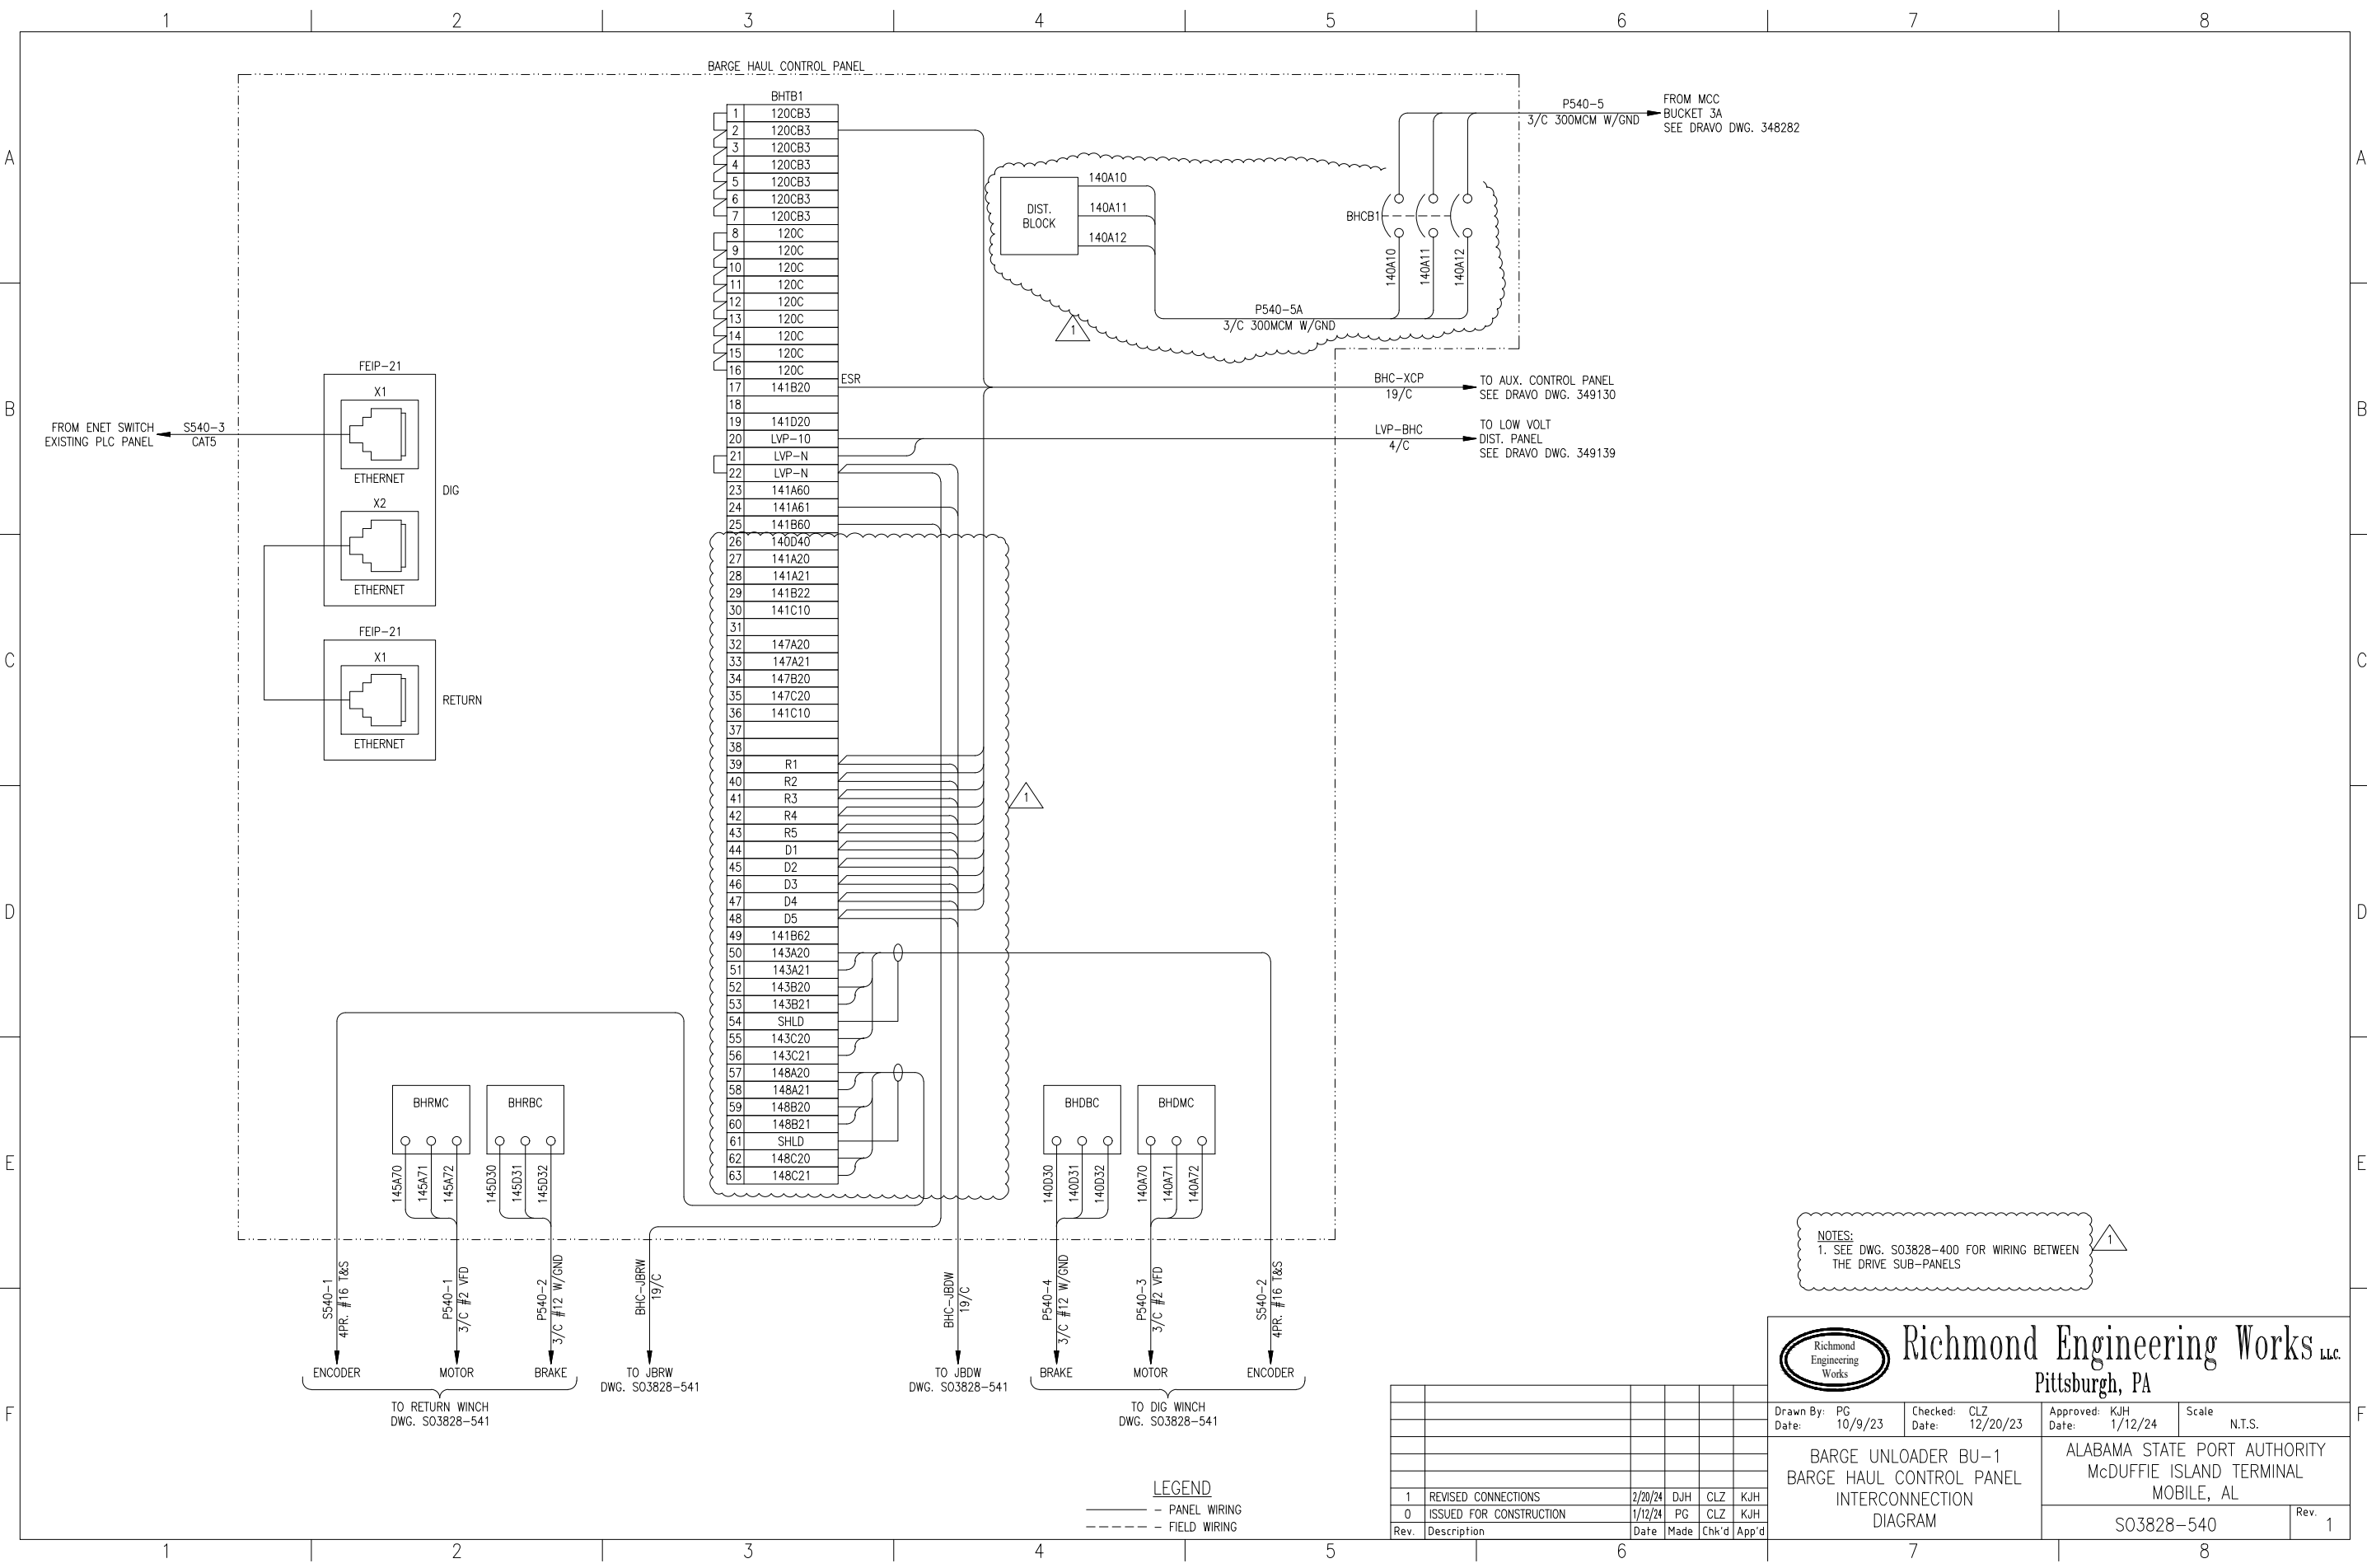 1 2 3 4 5 6 7 8
A
B
C
D
E
F
A
B
C
D
E
F
BARGE HAUL CONTROL PANEL
BHTB1
1 120CB3
2 120CB3
3 120CB3
4 120CB3
5 120CB3
6 120CB3
7 120CB3
8 120C
9 120C
10 120C
11 120C
12 120C
13 120C
14 120C
15 120C
16 120C
17 141B20
18
19 141D20
20 LVP-10
21 LVP-N
22 LVP-N
23 141A60
24 141A61
25 141B60
26 140D40
27 141A20
28 141A21
29 141B22
30 141C10
31
32 147A20
33 147A21
34 147B20
35 147C20
36 141C10
37
38
39 R1
40 R2
41 R3
42 R4
43 R5
44 D1
45 D2
46 D3
47 D4
48 D5
49 141B62
50 143A20
51 143A21
52 143B20
53 143B21
54 SHLD
55 143C20
56 143C21
57 148A20
58 148A21
59 148B20
60 148B21
61 SHLD
62 148C20
63 148C21
ESR
DIST.
BLOCK
140A10
140A11
140A12
BHCB1
140A10
140A11
140A12
P540-5A
3/C 300MCM W/GND
1
P540-5
3/C 300MCM W/GND
FROM MCC
BUCKET 3A
SEE DRAVO DWG. 348282
BHC-XCP
19/C
TO AUX. CONTROL PANEL
SEE DRAVO DWG. 349130
LVP-BHC
4/C
TO LOW VOLT
DIST. PANEL
SEE DRAVO DWG. 349139
FROM ENET SWITCH
EXISTING PLC PANEL
S540-3
CAT5
FEIP-21
X1
ETHERNET
DIG
X2
ETHERNET
FEIP-21
X1
ETHERNET
RETURN
1
BHRMC
145A70
145A71
145A72
BHRBC
145D30
145D31
145D32
BHDBC
140D30
140D31
140D32
BHDMC
140A70
140A71
140A72
S540-1
4PR. #16 T&S
P540-1
3/C #2 VFD
P540-2
3/C #12 W/GND
BHC-JBRW
19/C
BHC-JBDW
19/C
P540-4
3/C #12 W/GND
P540-3
3/C #2 VFD
S540-2
4PR. #16 T&S
ENCODER
MOTOR
BRAKE
TO RETURN WINCH
DWG. S03828-541
TO JBRW
DWG. S03828-541
TO JBDW
DWG. S03828-541
BRAKE
MOTOR
ENCODER
TO DIG WINCH
DWG. S03828-541
NOTES:
1. SEE DWG. S03828-400 FOR WIRING BETWEEN
THE DRIVE SUB-PANELS
1
LEGEND
- PANEL WIRING
- FIELD WIRING
1 REVISED CONNECTIONS 2/20/24 DJH CLZ KJH
0 ISSUED FOR CONSTRUCTION 1/12/24 PG CLZ KJH
Rev. Description Date Made Chk'd App'd
Richmond
Engineering
Works
Richmond Engineering Works L.L.C.
Pittsburgh, PA
Drawn By: PG
Date: 10/9/23
Checked: CLZ
Date: 12/20/23
Approved: KJH
Date: 1/12/24
Scale
N.T.S.
BARGE UNLOADER BU-1
BARGE HAUL CONTROL PANEL
INTERCONNECTION
DIAGRAM
ALABAMA STATE PORT AUTHORITY
McDUFFIE ISLAND TERMINAL
MOBILE, AL
S03828-540
Rev.
1
1 2 3 4 5 6 7 8